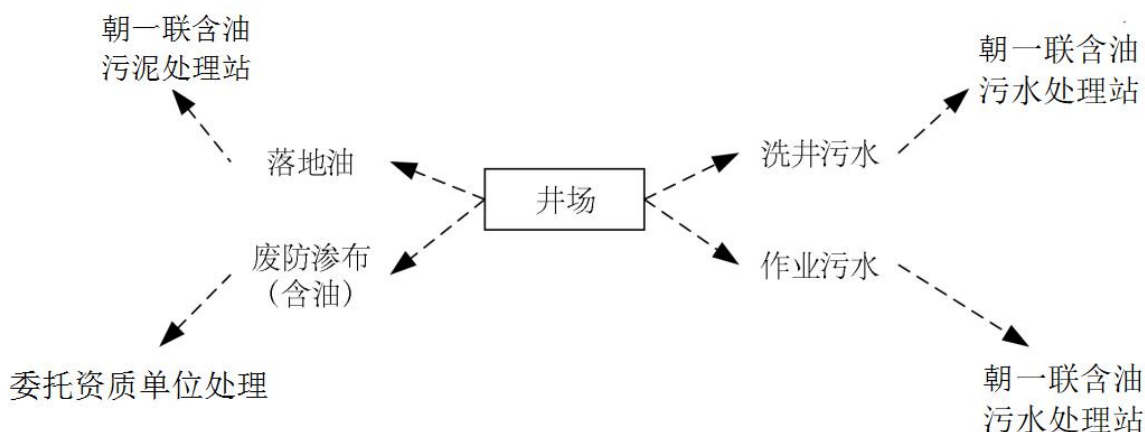 朝一联含油
污泥处理站
朝一联含油
污水处理站
落地油
洗井污水
井场
废防渗布
（含油）
作业污水
委托资质单位处理
朝一联含油
污水处理站